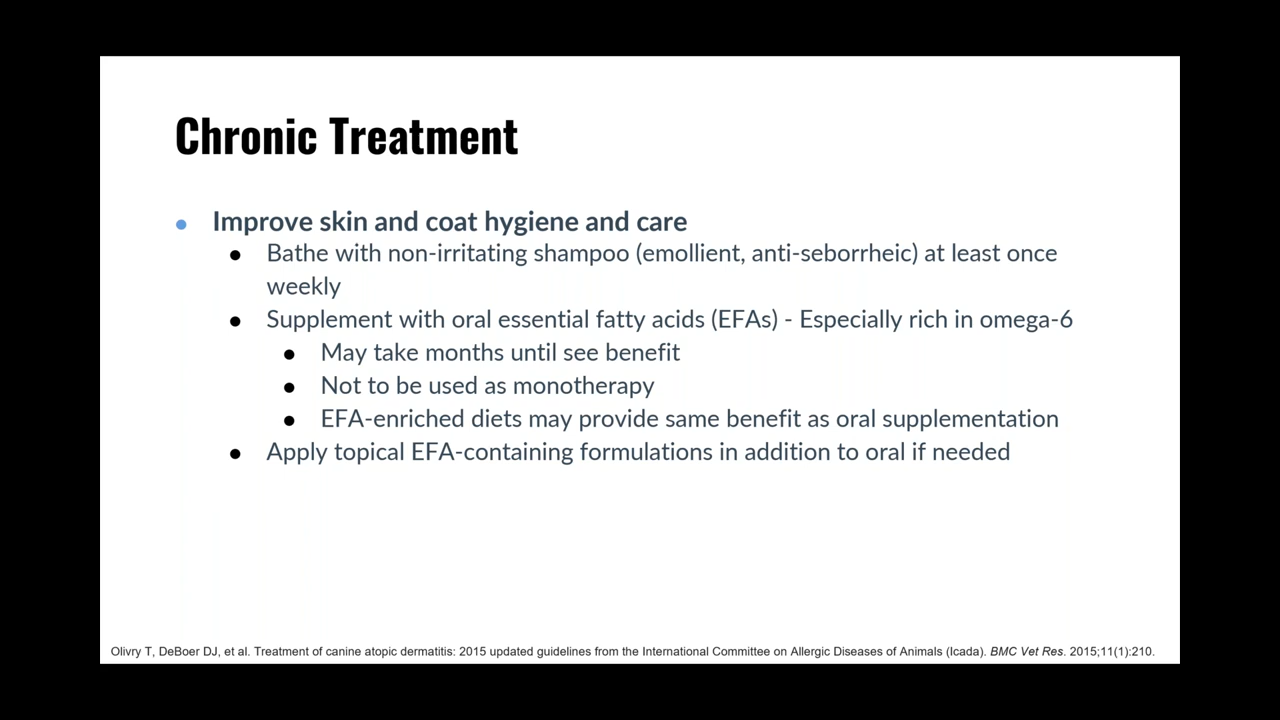 Chronic Treatment
Improve skin and coat hygiene and care
Bathe with non-irritating shampoo (emollient, anti-seborrheic) at least once
weekly
Supplement with oral essential fatty acids (EFAs) - Especially rich in omega-6
May take months until see benefit
Not to be used as monotherapy
EFA-enriched diets may provide same benefit as oral supplementation
Apply topical EFA-containing formulations in addition to oral if needed
Olivry T, DeBoer DJ, et al. Treatment of canine atopic dermatitis: 2015 updated guidelines from the International Committee on Allergic Diseases of Animals (Icada). BMC Vet Res. 2015;11(1):210.